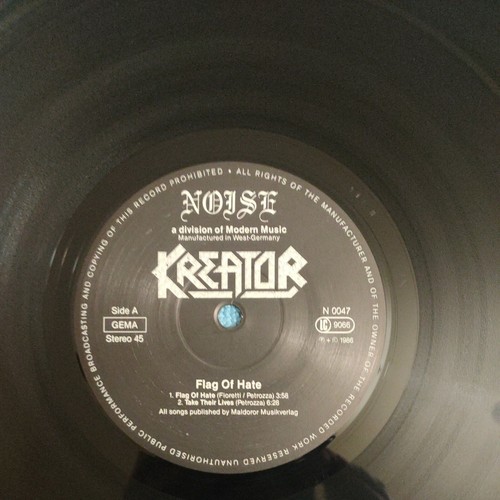 ALL RIGHTS OF THE MANUFACTURER AND OF THE OWNER OF THE RECORDED WORK RESERVED UNAUTHORISED PUBLIC PERFORMANCE BROADCASTING AND COPYING OF THIS RECORD PROHIBITED •
NOISE
a division of Modern Music
Manufactured in West-Germany
KREATOR
Side A
GEMA
Stereo 45
N 0047
LC 9066
℗ + © 1986
Flag Of Hate
1. Flag Of Hate (Fioretti / Petrozza) 3:58
2. Take Their Lives (Petrozza) 6:28
All songs published by Maldoror Musikverlag